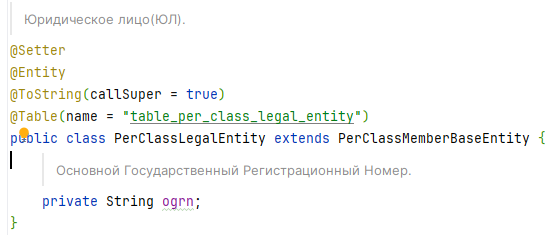 Юридическое лицо(ЮЛ).
@Setter
@Entity
@ToString(callSuper = true)
@Table(name = "table_per_class_legal_entity")
public class PerClassLegalEntity extends PerClassMemberBaseEntity {
Основной Государственный Регистрационный Номер.
private String ogrn;
}